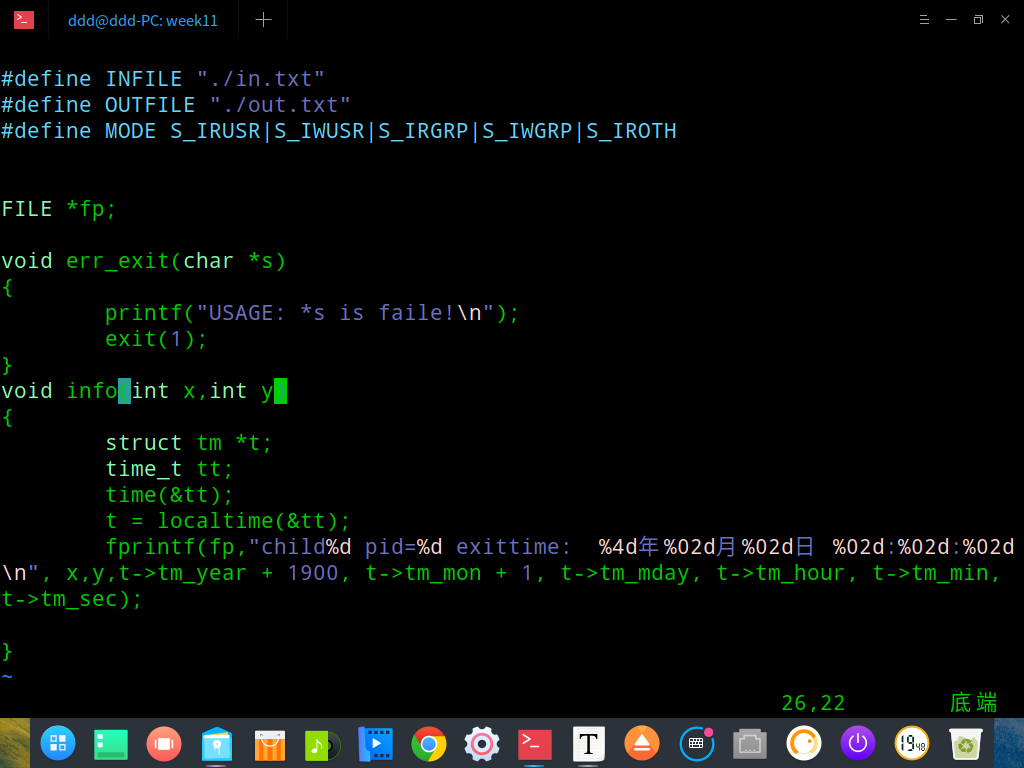 ddd@ddd-PC: week11
#define INFILE "./in.txt"
#define OUTFILE "./out.txt"
#define MODE S_IRUSR|S_IWUSR|S_IRGRP|S_IWGRP|S_IROTH
FILE *fp;
void err_exit(char *s)
{
printf("USAGE: *s is faile!\n");
exit(1);
}
void info(int x,int y)
{
struct tm *t;
time_t tt;
time(&tt);
t = localtime(&tt);
fprintf(fp,"child%d pid=%d exittime:  %4d年%02d月%02d日 %02d:%02d:%02d
\n", x,y,t->tm_year + 1900, t->tm_mon + 1, t->tm_mday, t->tm_hour, t->tm_min,
t->tm_sec);
}
~
26,22 底端
T
19 48